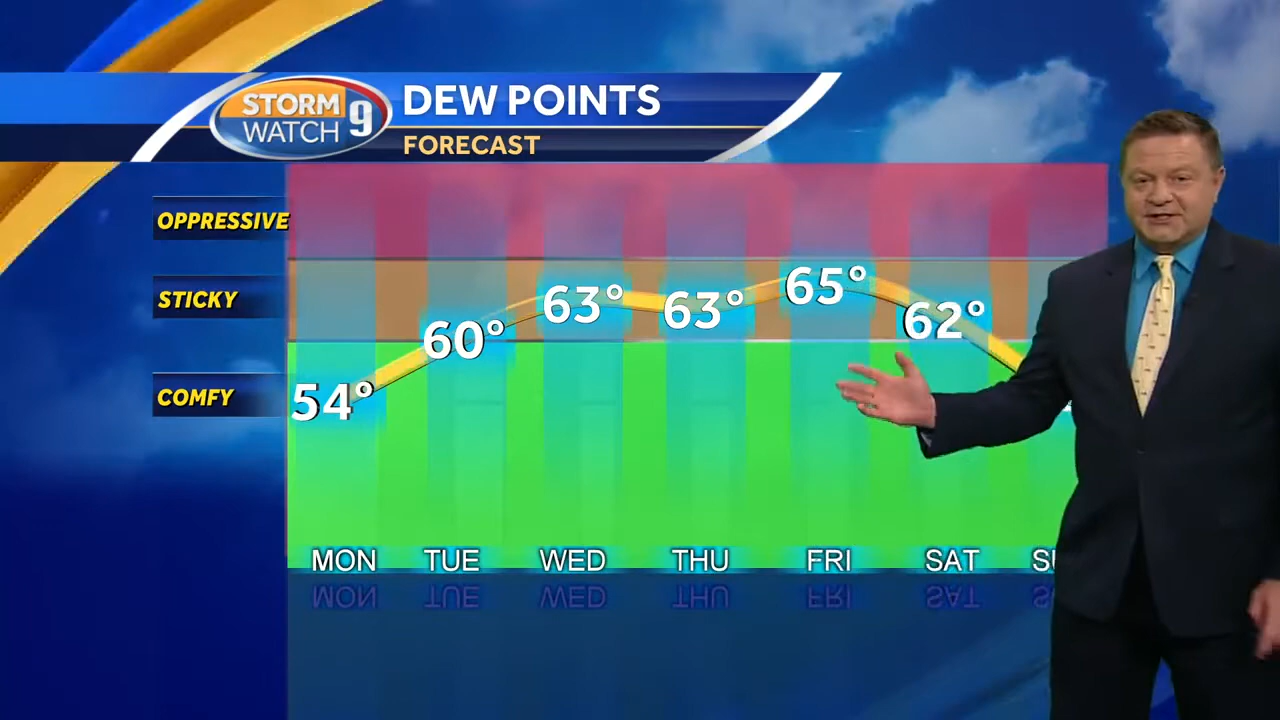 STORM
WATCH 9
DEW POINTS
FORECAST
OPPRESSIVE
STICKY
COMFY
54° 60° 63° 63° 65° 62°
MON TUE WED THU FRI SAT